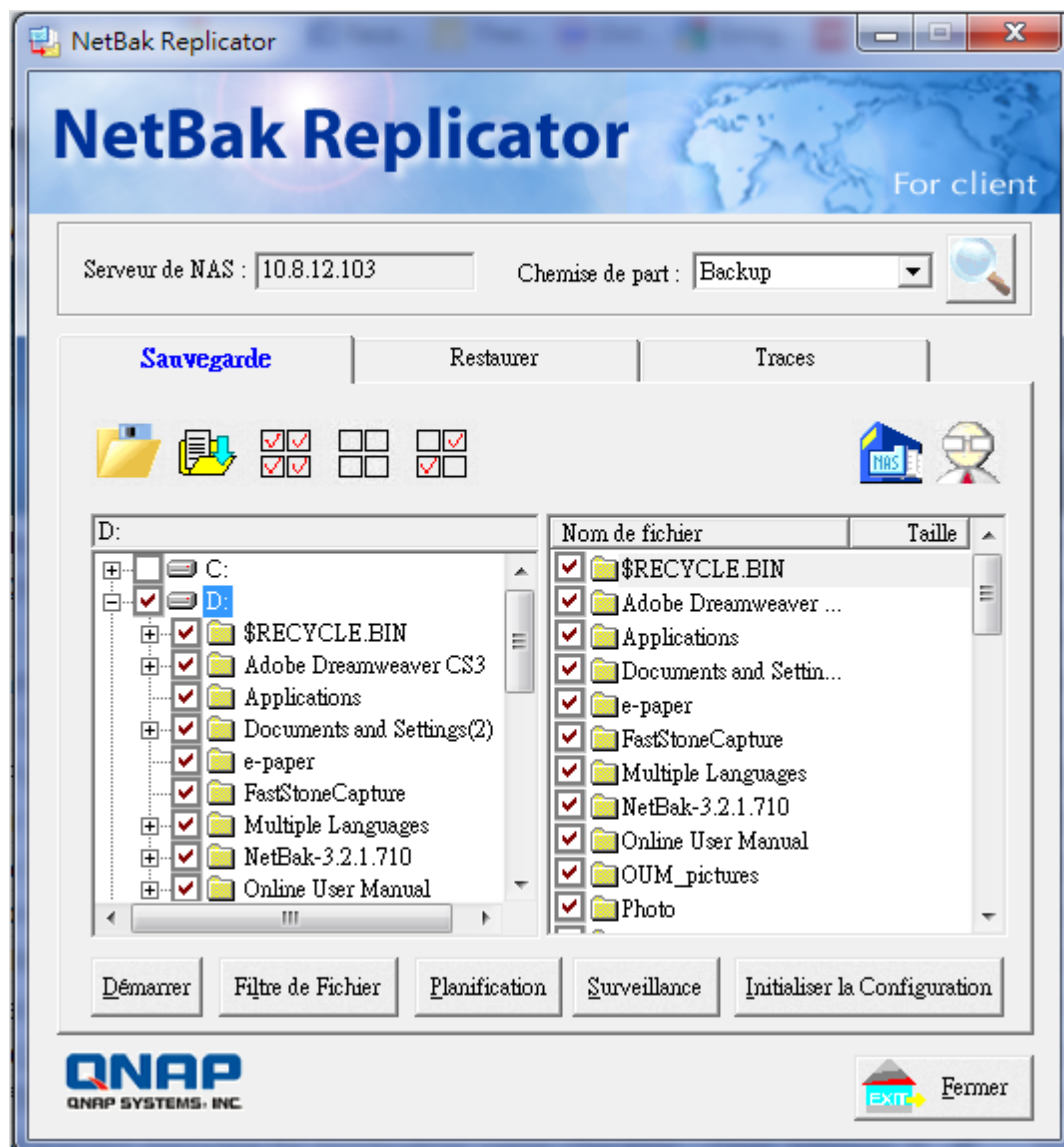 NetBak Replicator
NetBak Replicator
For client
Serveur de NAS : 10.8.12.103 Chemise de part : Backup
Sauvegarde Restaurer Traces
NAS
D:
C:
D:
$RECYCLE.BIN
Adobe Dreamweaver CS3
Applications
Documents and Settings(2)
e-paper
FastStoneCapture
Multiple Languages
NetBak-3.2.1.710
Online User Manual
Nom de fichier Taille
$RECYCLE.BIN
Adobe Dreamweaver ...
Applications
Documents and Settin...
e-paper
FastStoneCapture
Multiple Languages
NetBak-3.2.1.710
Online User Manual
OUM_pictures
Photo
Démarrer Filtre de Fichier Planification Surveillance Initialiser la Configuration
QNAP
QNAP SYSTEMS, INC.
EXIT Fermer